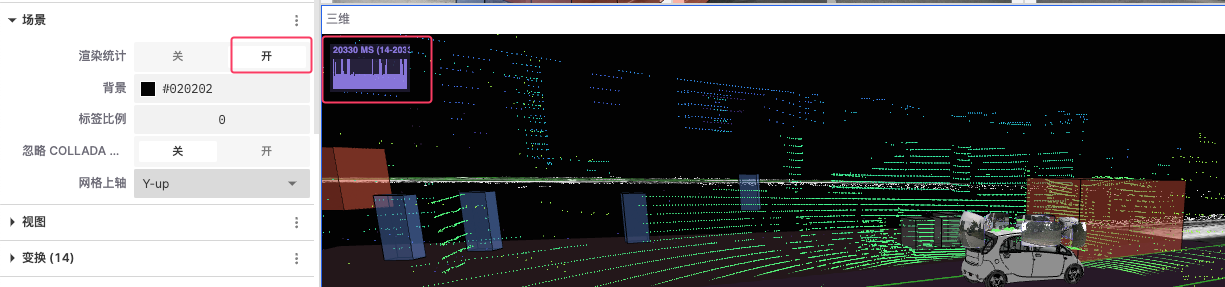 场景
渲染统计 关 开
背景 #020202
标签比例 0
忽略 COLLADA ... 关 开
网格上轴 Y-up
视图
变换 (14)
三维
20330 MS (14-203